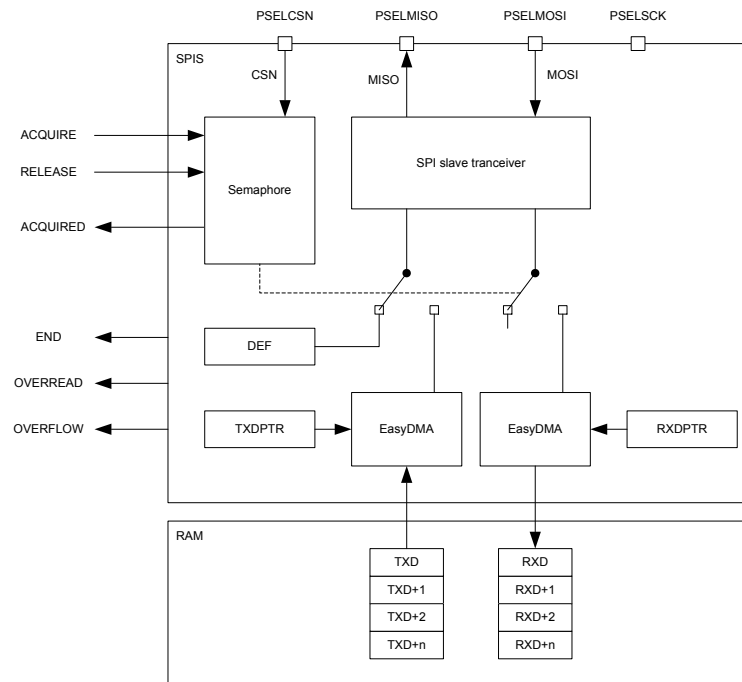 PSELCSN
PSELMISO
PSELMOSI
PSELSCK
SPIS
CSN
MISO
MOSI
ACQUIRE
RELEASE
ACQUIRED
Semaphore
SPI slave tranceiver
END
OVERREAD
OVERFLOW
DEF
TXDPTR
EasyDMA
EasyDMA
RXDPTR
RAM
TXD
TXD+1
TXD+2
TXD+n
RXD
RXD+1
RXD+2
RXD+n